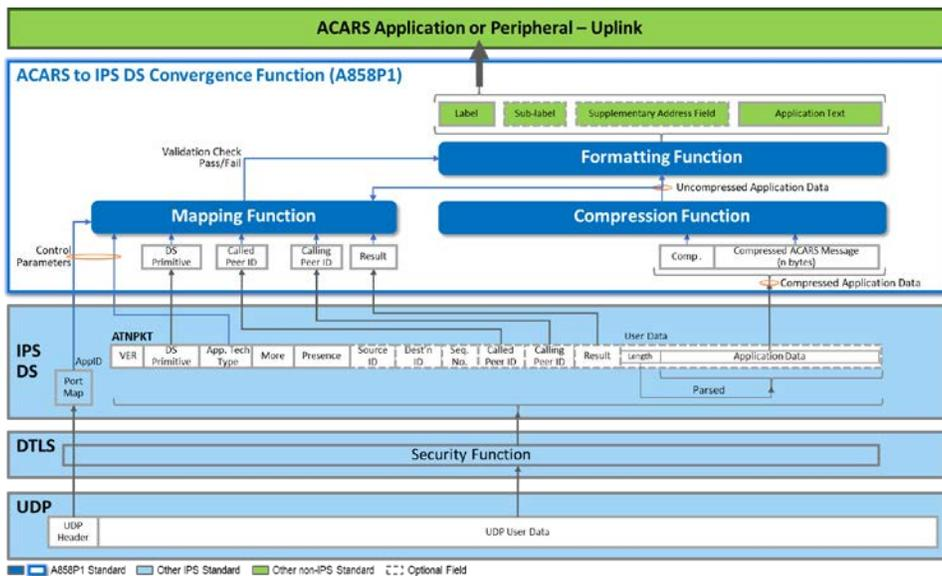 ACARS Application or Peripheral – Uplink
ACARS to IPS DS Convergence Function (A858P1)
Label
Sub-label
Supplementary Address Field
Application Text
Validation Check
Pass/Fail
Formatting Function
Uncompressed Application Data
Mapping Function
Compression Function
Control
Parameters
DS
Primitive
Called
Peer ID
Calling
Peer ID
Result
Comp.
Compressed ACARS Message
(n bytes)
Compressed Application Data
IPS
DS
AppID
Port
Map
ATNPKT
User Data
VER
DS
Primitive
App. Tech
Type
More
Presence
Source
ID
Dest'n
ID
Seq.
No.
Called
Peer ID
Calling
Peer ID
Result
Length
Application Data
Parsed
DTLS
Security Function
UDP
UDP
Header
UDP User Data
A858P1 Standard
Other IPS Standard
Other non-IPS Standard
Optional Field